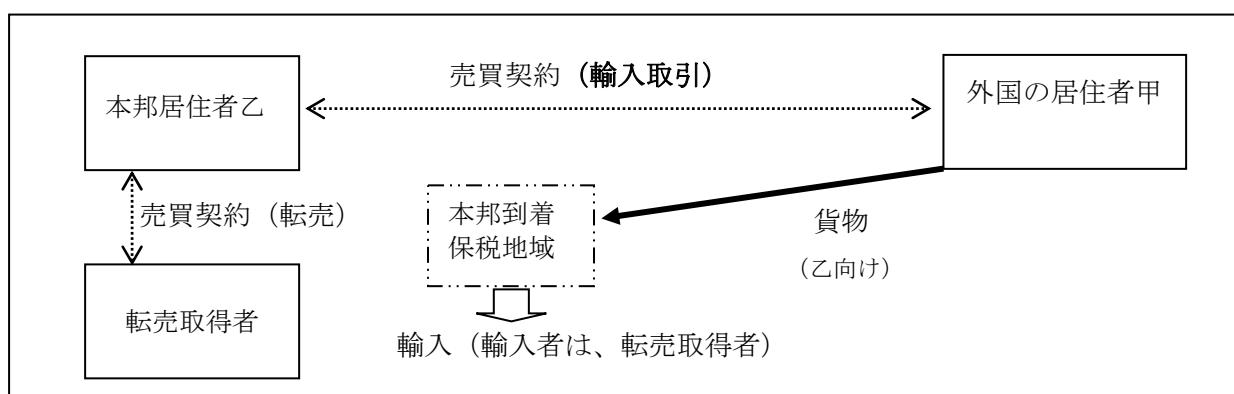 売買契約(輸入取引)
本邦居住者乙
外国の居住者甲
売買契約(転売)
本邦到着
保税地域
貨物
(乙向け)
転売取得者
輸入(輸入者は、転売取得者)